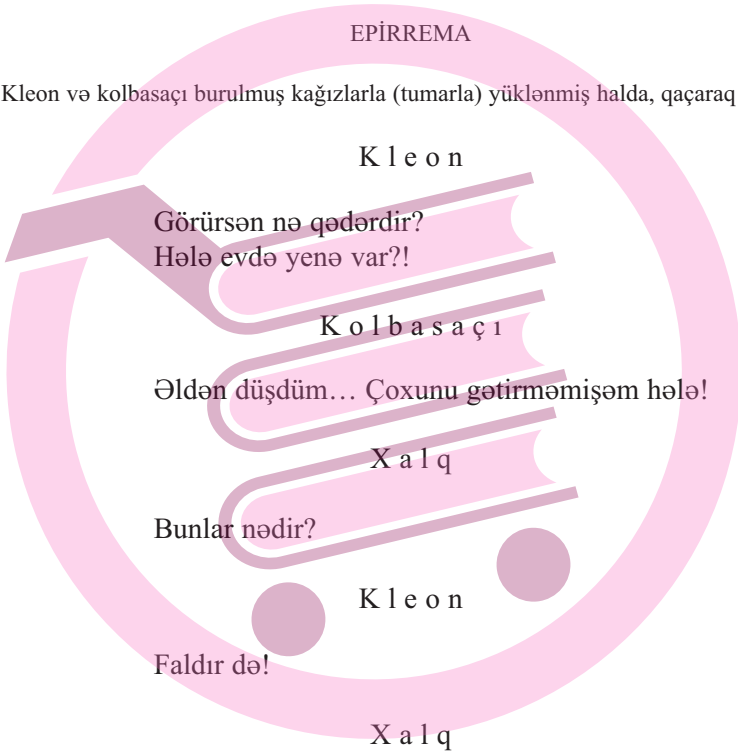 EPİRREMA
Kleon və kolbasaçı burulmuş kağızlarla (tumarla) yüklənmiş halda, qaçaraq
K l e o n
Görürsən nə qədərdir?
Hələ evdə yenə var?!
K o l b a s a ç ı
Əldən düşdüm… Çoxunu gətirməmişəm hələ!
X a l q
Bunlar nədir?
K l e o n
Faldır də!
X a l q